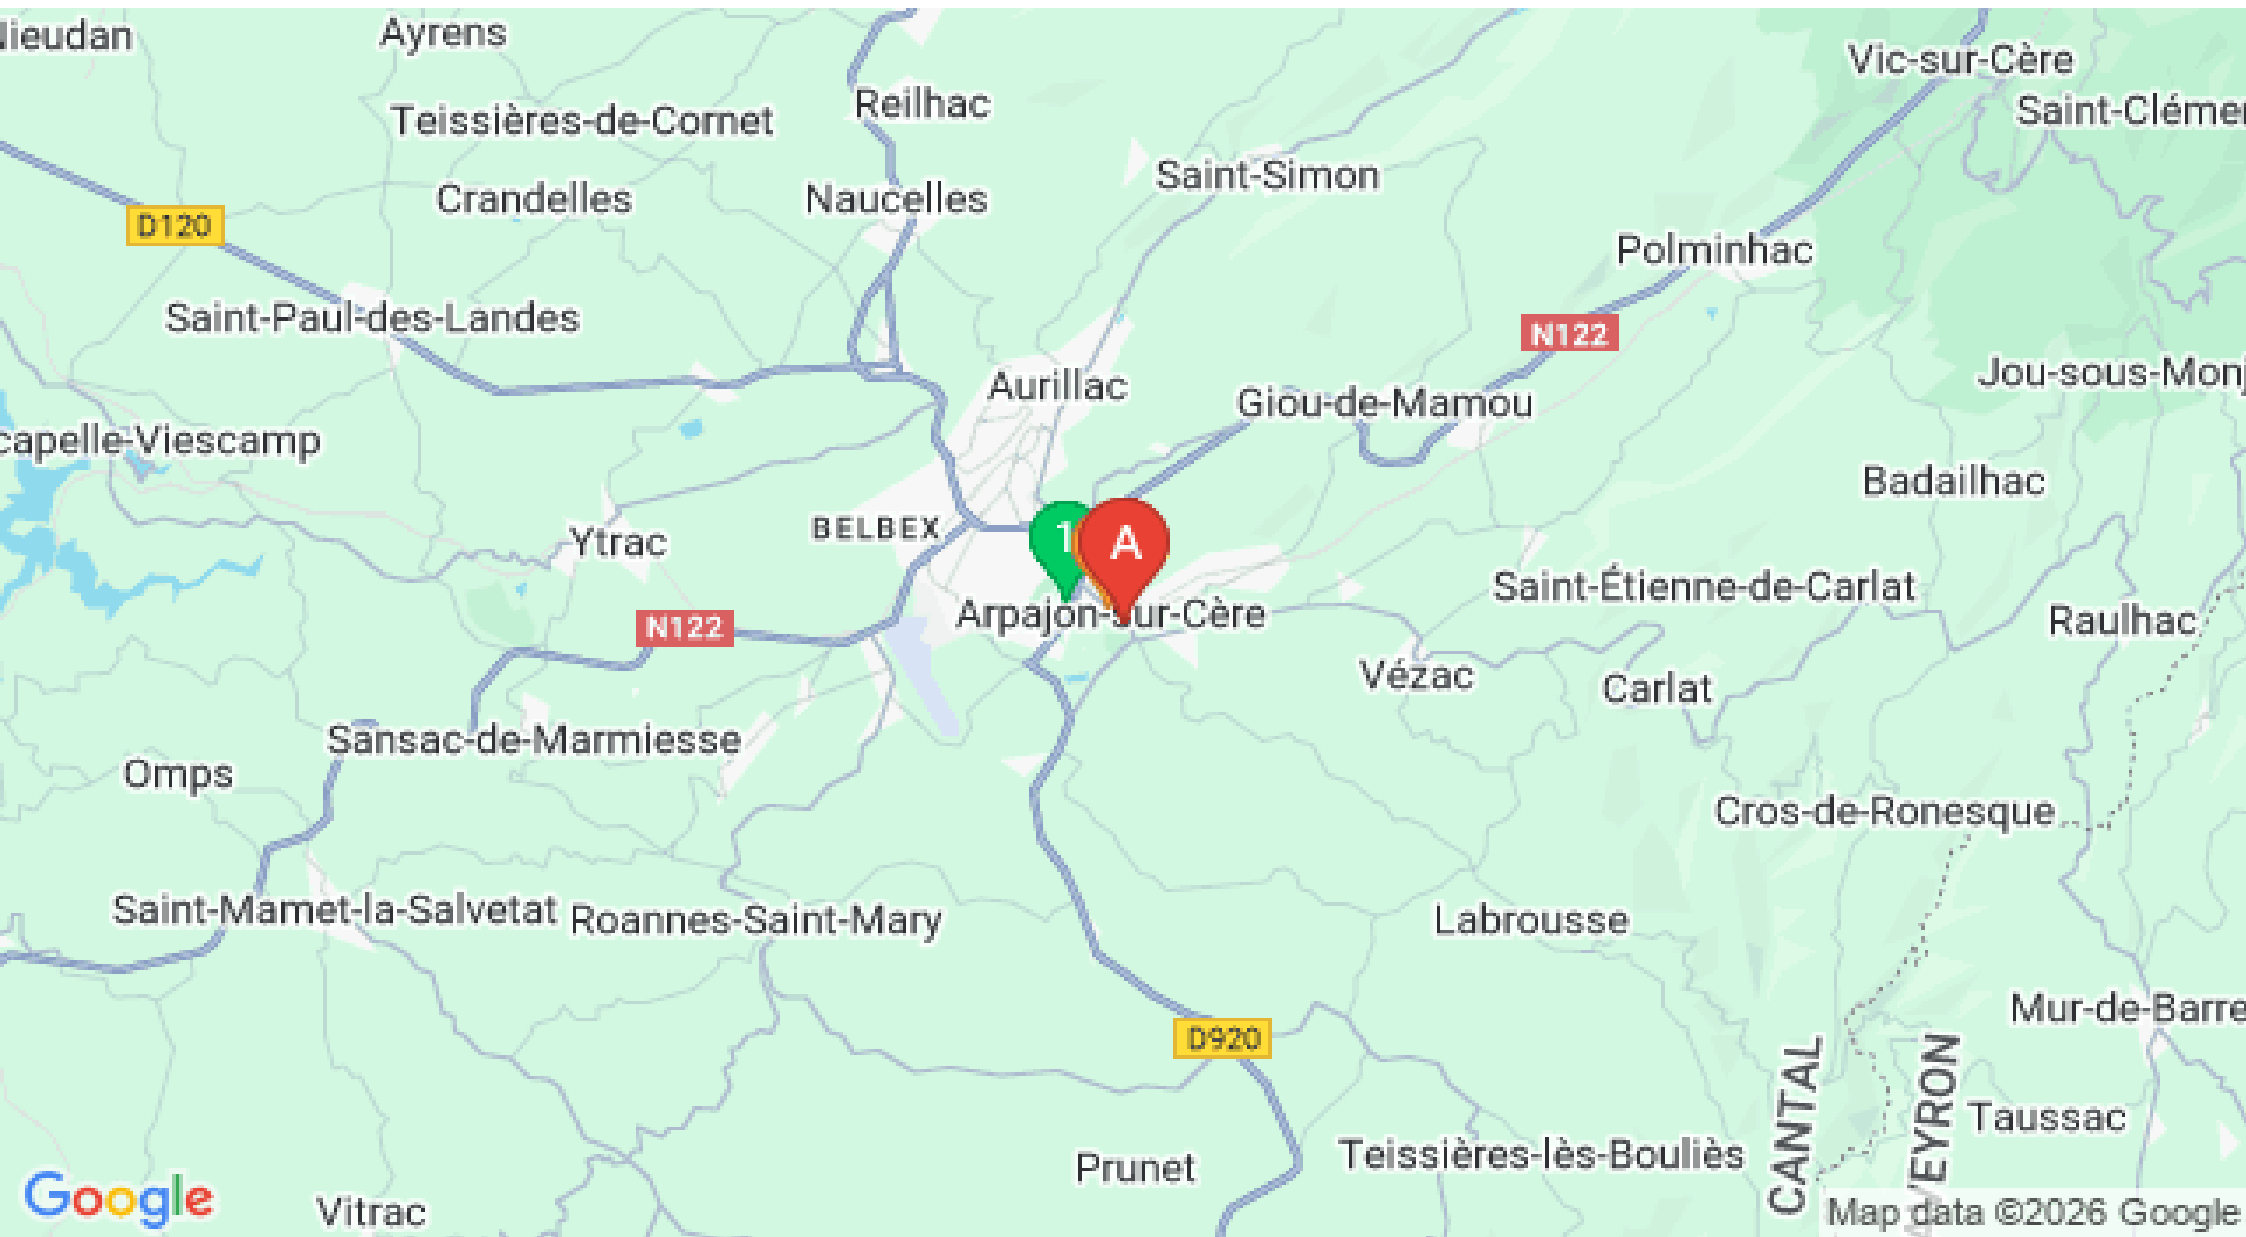 Ayrens
Vic-sur-Cère
Reilhac
Saint-Clémen
Teissières-de-Cornet
Saint-Simon
Crandelles
Naucelles
D120
Polminhac
Saint-Paul-des-Landes
N122
Jou-sous-Monj
Aurillac
Giou-de-Mamou
capelle-Viescamp
Badailhac
BELBEX
1
A
Ytrac
Saint-Étienne-de-Carlat
Arpajon-sur-Cère
Raulhac
N122
Vézac
Carlat
Sansac-de-Marmiesse
Omps
Cros-de-Ronesque
Saint-Mamet-la-Salvetat
Roannes-Saint-Mary
Labrousse
Mur-de-Barre
D920
CANTAL
VEYRON
Taussac
Teissières-lès-Bouliès
Prunet
Google
Vitrac
Map data ©2026 Google